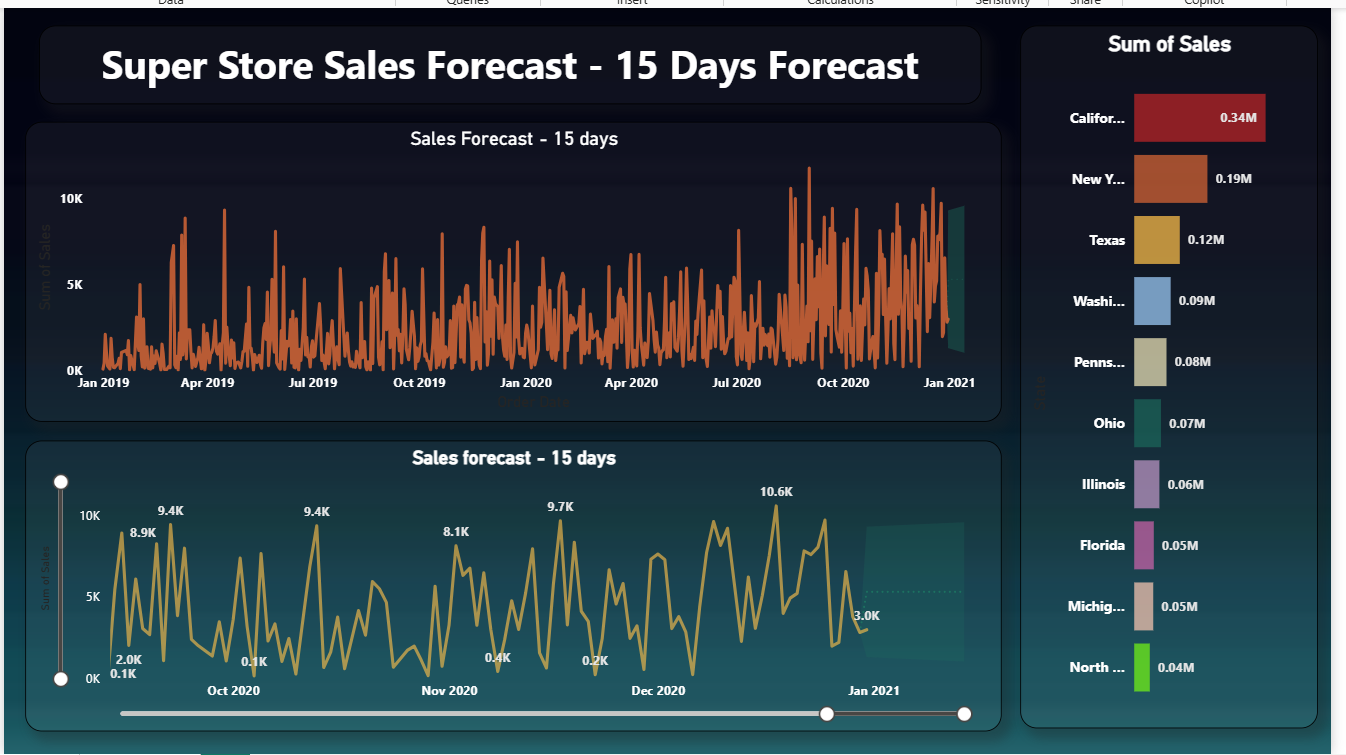 Data Queries Insert Calculations Sensitivity Share Copilot
Super Store Sales Forecast - 15 Days Forecast
Sales Forecast - 15 days
Sum of Sales
10K
5K
0K
Jan 2019 Apr 2019 Jul 2019 Oct 2019 Jan 2020 Apr 2020 Jul 2020 Oct 2020 Jan 2021
Order Date
Sales forecast - 15 days
Sum of Sales
10K
5K
0K
0.1K
2.0K
8.9K
9.4K
0.1K
9.4K
8.1K
0.4K
9.7K
0.2K
10.6K
3.0K
Oct 2020 Nov 2020 Dec 2020 Jan 2021
Sum of Sales
State
Califor... 0.34M
New Y... 0.19M
Texas 0.12M
Washi... 0.09M
Penns... 0.08M
Ohio 0.07M
Illinois 0.06M
Florida 0.05M
Michig... 0.05M
North ... 0.04M